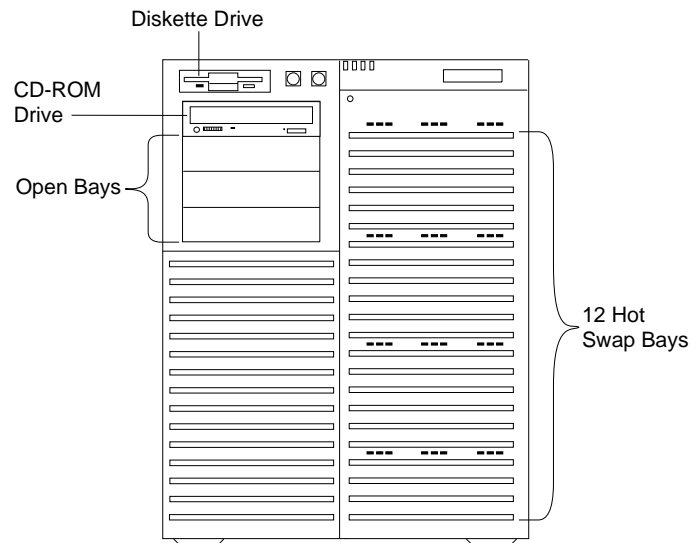 Diskette Drive
CD-ROM
Drive
Open Bays
12 Hot
Swap Bays